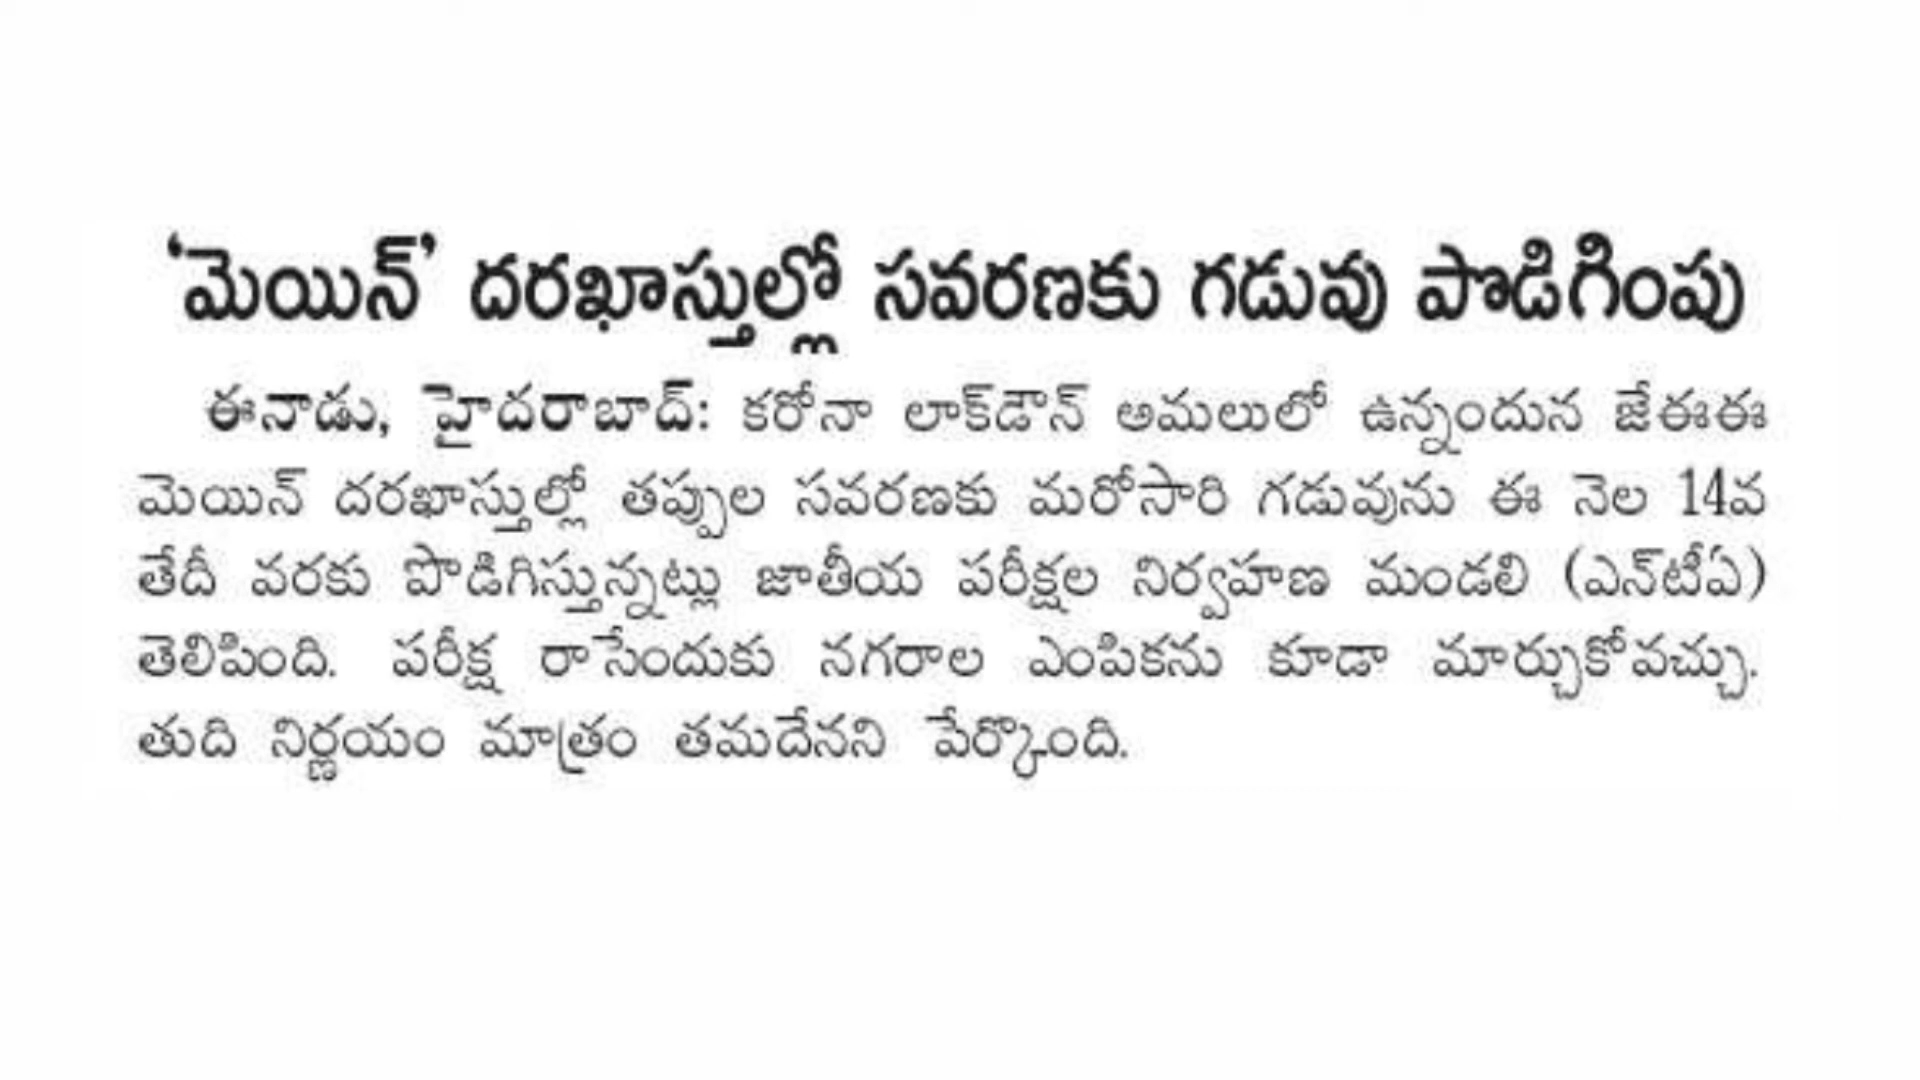 ‘మెయిన్’ దరఖాస్తుల్లో సవరణకు గడువు పొడిగింపు
ఈనాడు, హైదరాబాద్: కరోనా లాక్‌డౌన్ అమలులో ఉన్నందున జేఈఈ
మెయిన్ దరఖాస్తుల్లో తప్పుల సవరణకు మరోసారి గడువును ఈ నెల 14వ
తేదీ వరకు పొడిగిస్తున్నట్లు జాతీయ పరీక్షల నిర్వహణ మండలి (ఎన్‌టీఏ)
తెలిపింది. పరీక్ష రాసేందుకు నగరాల ఎంపికను కూడా మార్చుకోవచ్చు.
తుది నిర్ణయం మాత్రం తమదేనని పేర్కొంది.